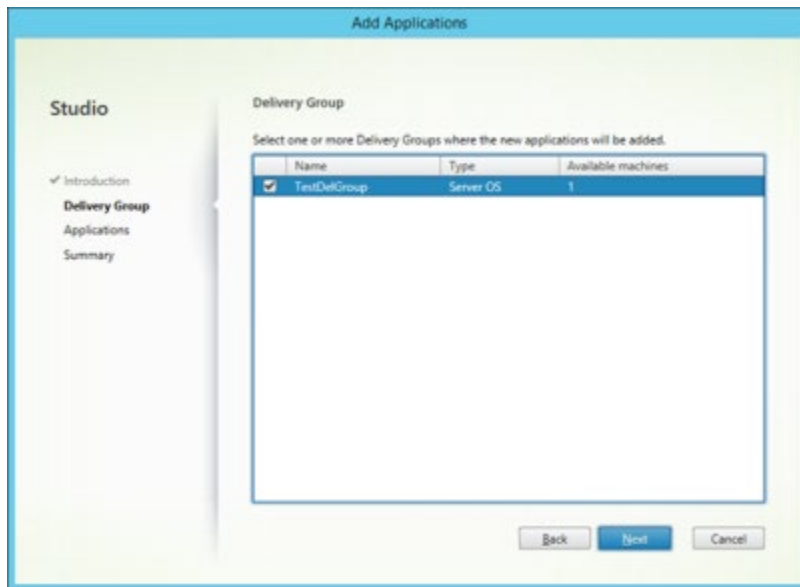 Add Applications
Studio
✓ Introduction
Delivery Group
Applications
Summary
Delivery Group
Select one or more Delivery Groups where the new applications will be added.
Name Type Available machines
TestDelGroup Server OS 1
Back Next Cancel